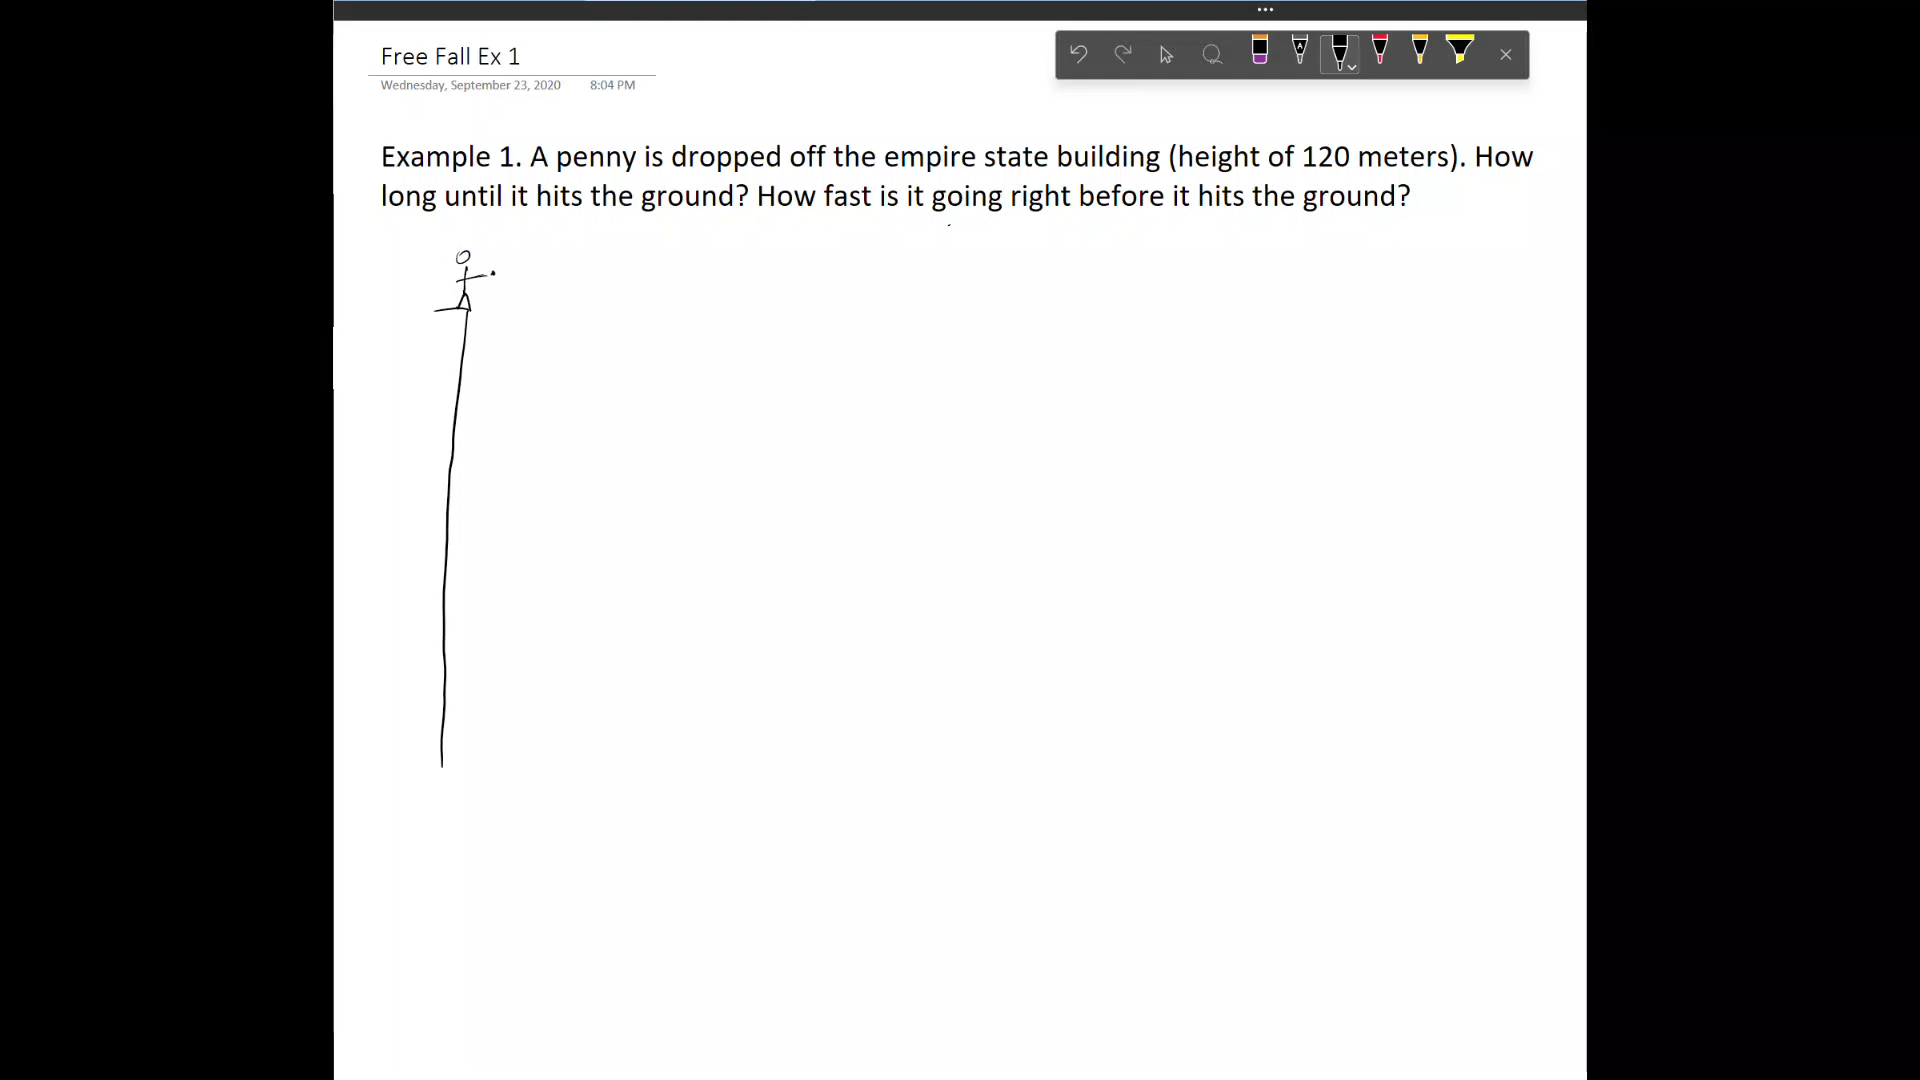 Free Fall Ex 1
Wednesday, September 23, 2020 8:04 PM
Example 1. A penny is dropped off the empire state building (height of 120 meters). How
long until it hits the ground? How fast is it going right before it hits the ground?